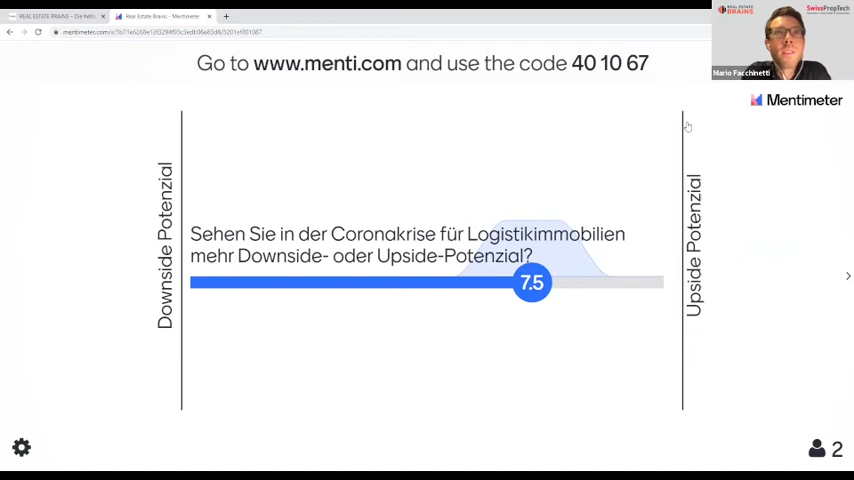 REAL ESTATE BRAINS – Die hell
Real Estate Brains - Mentimeter
REAL ESTATE
BRAINS
SwissPropTech
Mario Facchinetti
Go to www.menti.com and use the code 40 10 67
Mentimeter
Downside Potenzial
Sehen Sie in der Coronakrise für Logistikimmobilien
mehr Downside- oder Upside-Potenzial?
7.5
Upside Potenzial
2